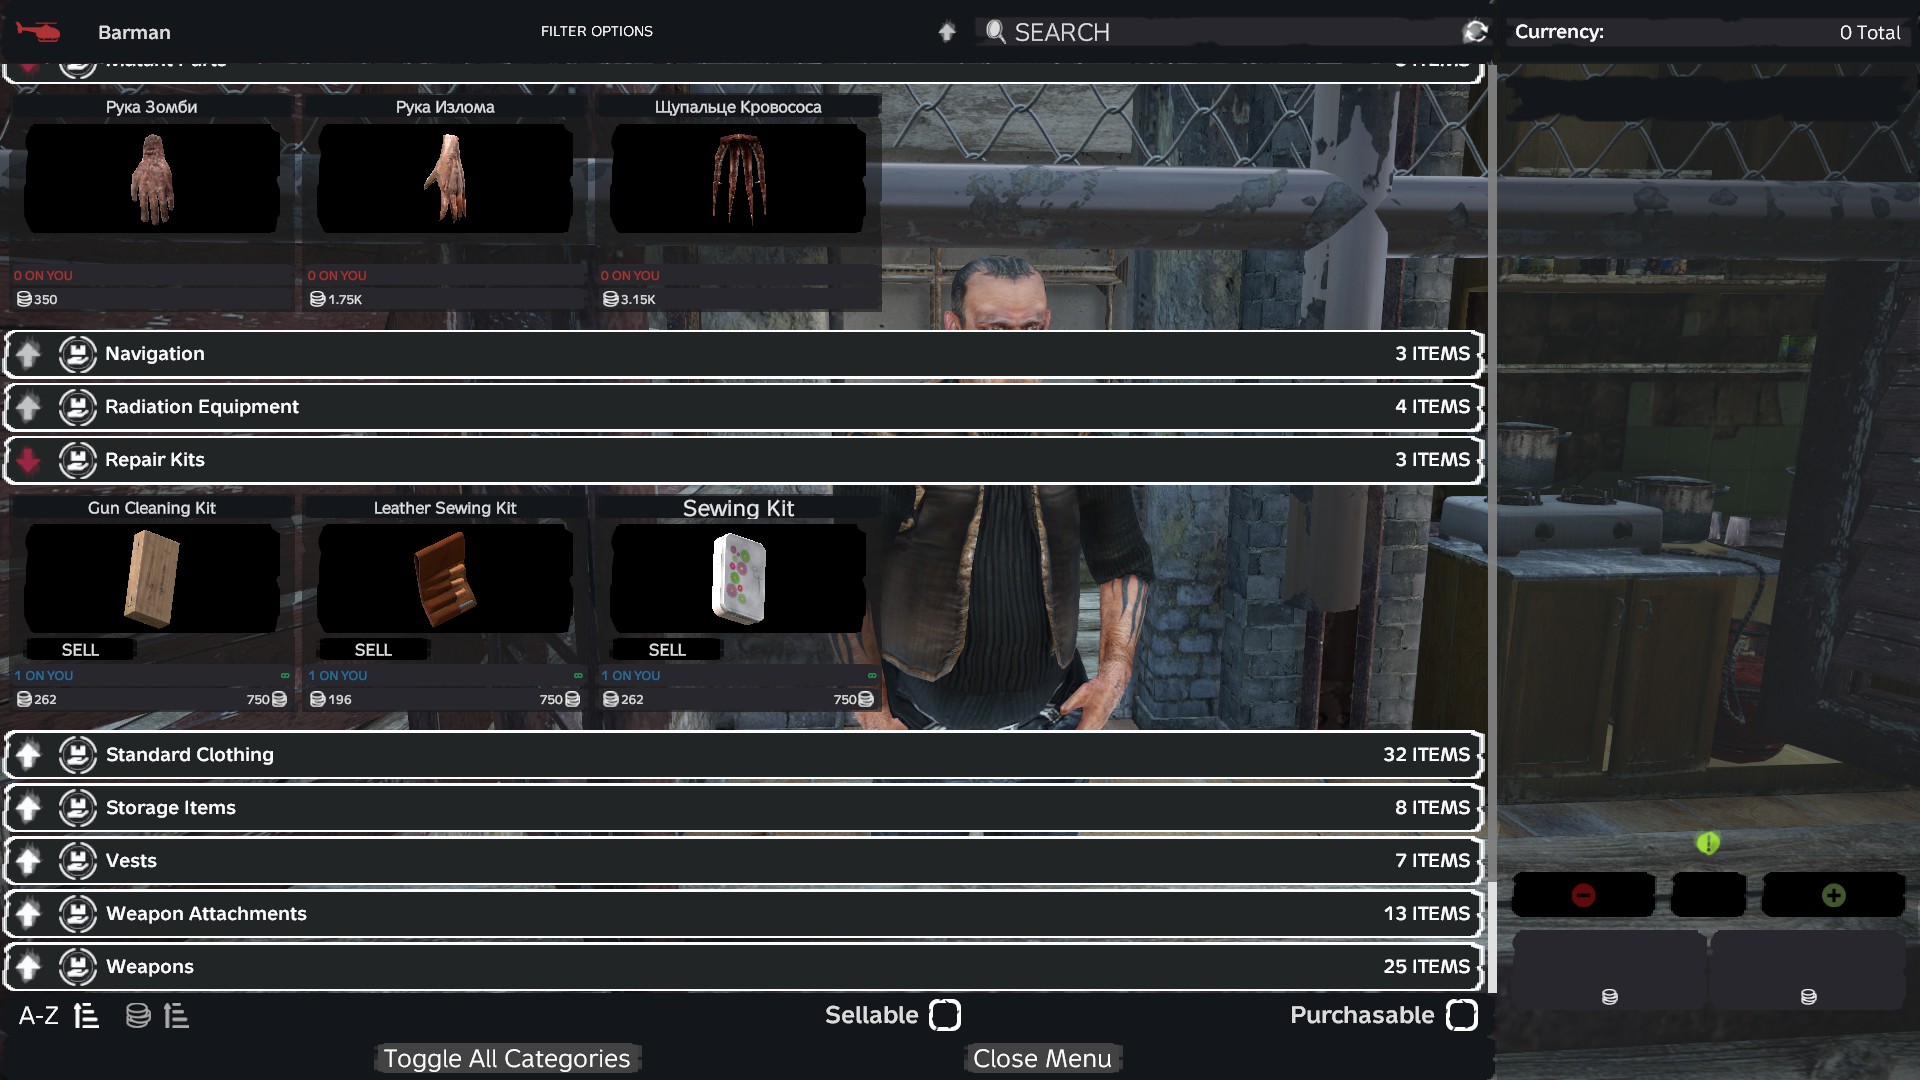 Barman
FILTER OPTIONS
SEARCH
Currency:
0 Total
Mutant Parts
3 ITEMS
Рука Зомби
Рука Излома
Щупальце Кровососа
0 ON YOU
0 ON YOU
0 ON YOU
350
1.75K
3.15K
Navigation
3 ITEMS
Radiation Equipment
4 ITEMS
Repair Kits
3 ITEMS
Gun Cleaning Kit
Leather Sewing Kit
Sewing Kit
SELL
SELL
SELL
1 ON YOU
∞
1 ON YOU
∞
1 ON YOU
∞
262
750
196
750
262
750
Standard Clothing
32 ITEMS
Storage Items
8 ITEMS
Vests
7 ITEMS
Weapon Attachments
13 ITEMS
Weapons
25 ITEMS
A-Z
Sellable
Purchasable
Toggle All Categories
Close Menu